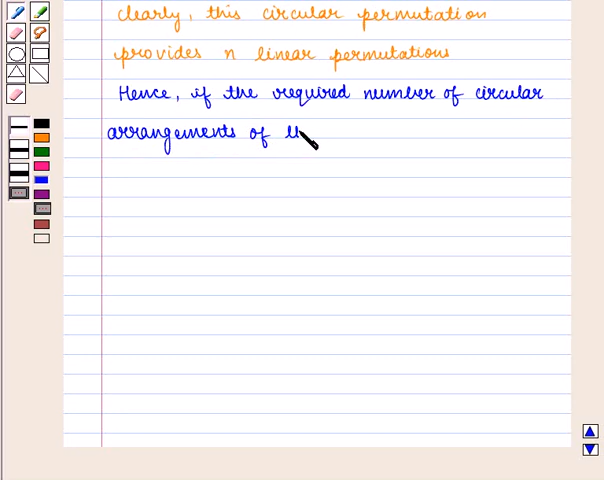 clearly, this circular permutation
provides n linear permutations
Hence, if the required number of circular
arrangements of